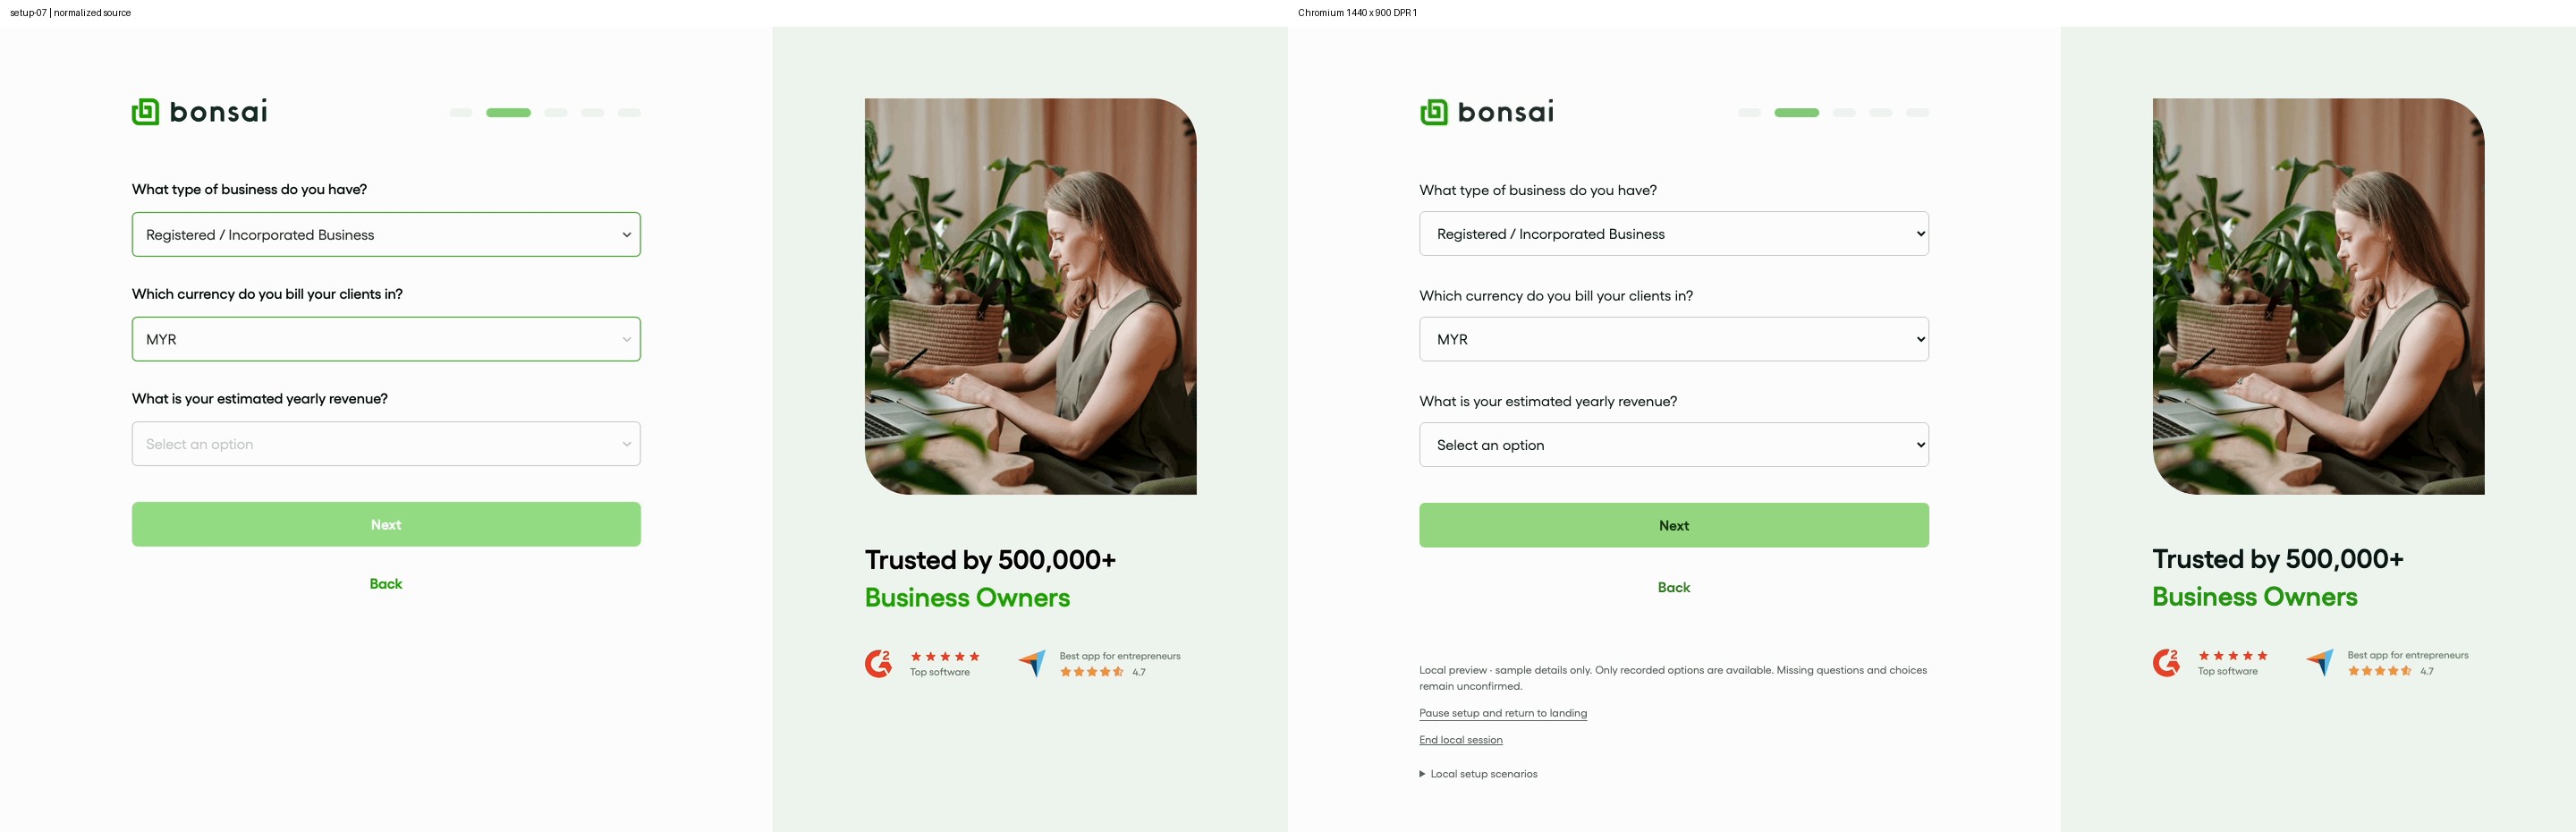 setup-07 | normalized source
bonsai
What type of business do you have?
Registered / Incorporated Business
Which currency do you bill your clients in?
MYR
What is your estimated yearly revenue?
Select an option
Next
Back
Trusted by 500,000+
Business Owners
G2
Top software
Best app for entrepreneurs
4.7
Chromium 1440 x 900 DPR 1
bonsai
What type of business do you have?
Registered / Incorporated Business
Which currency do you bill your clients in?
MYR
What is your estimated yearly revenue?
Select an option
Next
Back
Local preview · sample details only. Only recorded options are available. Missing questions and choices
remain unconfirmed.
Pause setup and return to landing
End local session
Local setup scenarios
Trusted by 500,000+
Business Owners
G2
Top software
Best app for entrepreneurs
4.7